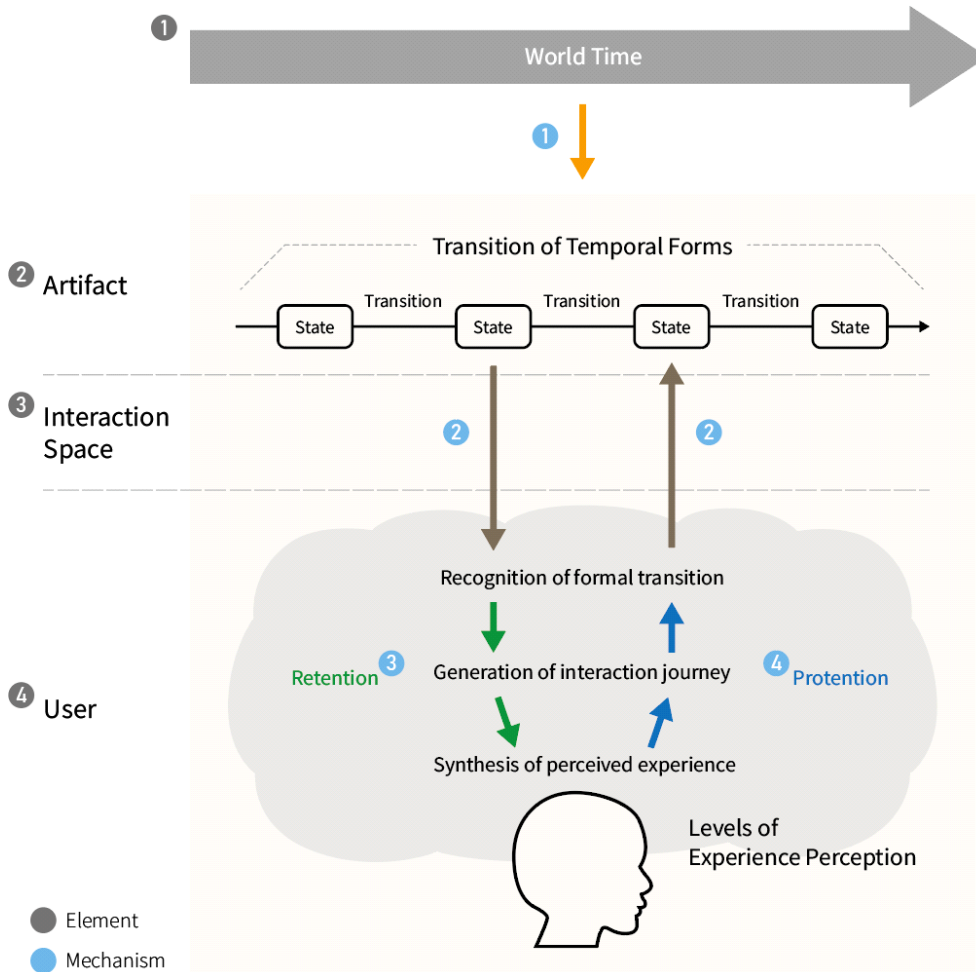 1
World Time
1
Transition of Temporal Forms
2
Artifact
Transition
Transition
Transition
State
State
State
State
3
Interaction
Space
2
2
Recognition of formal transition
Retention
3
Generation of interaction journey
4
Protention
4
User
Synthesis of perceived experience
Levels of
Experience Perception
Element
Mechanism